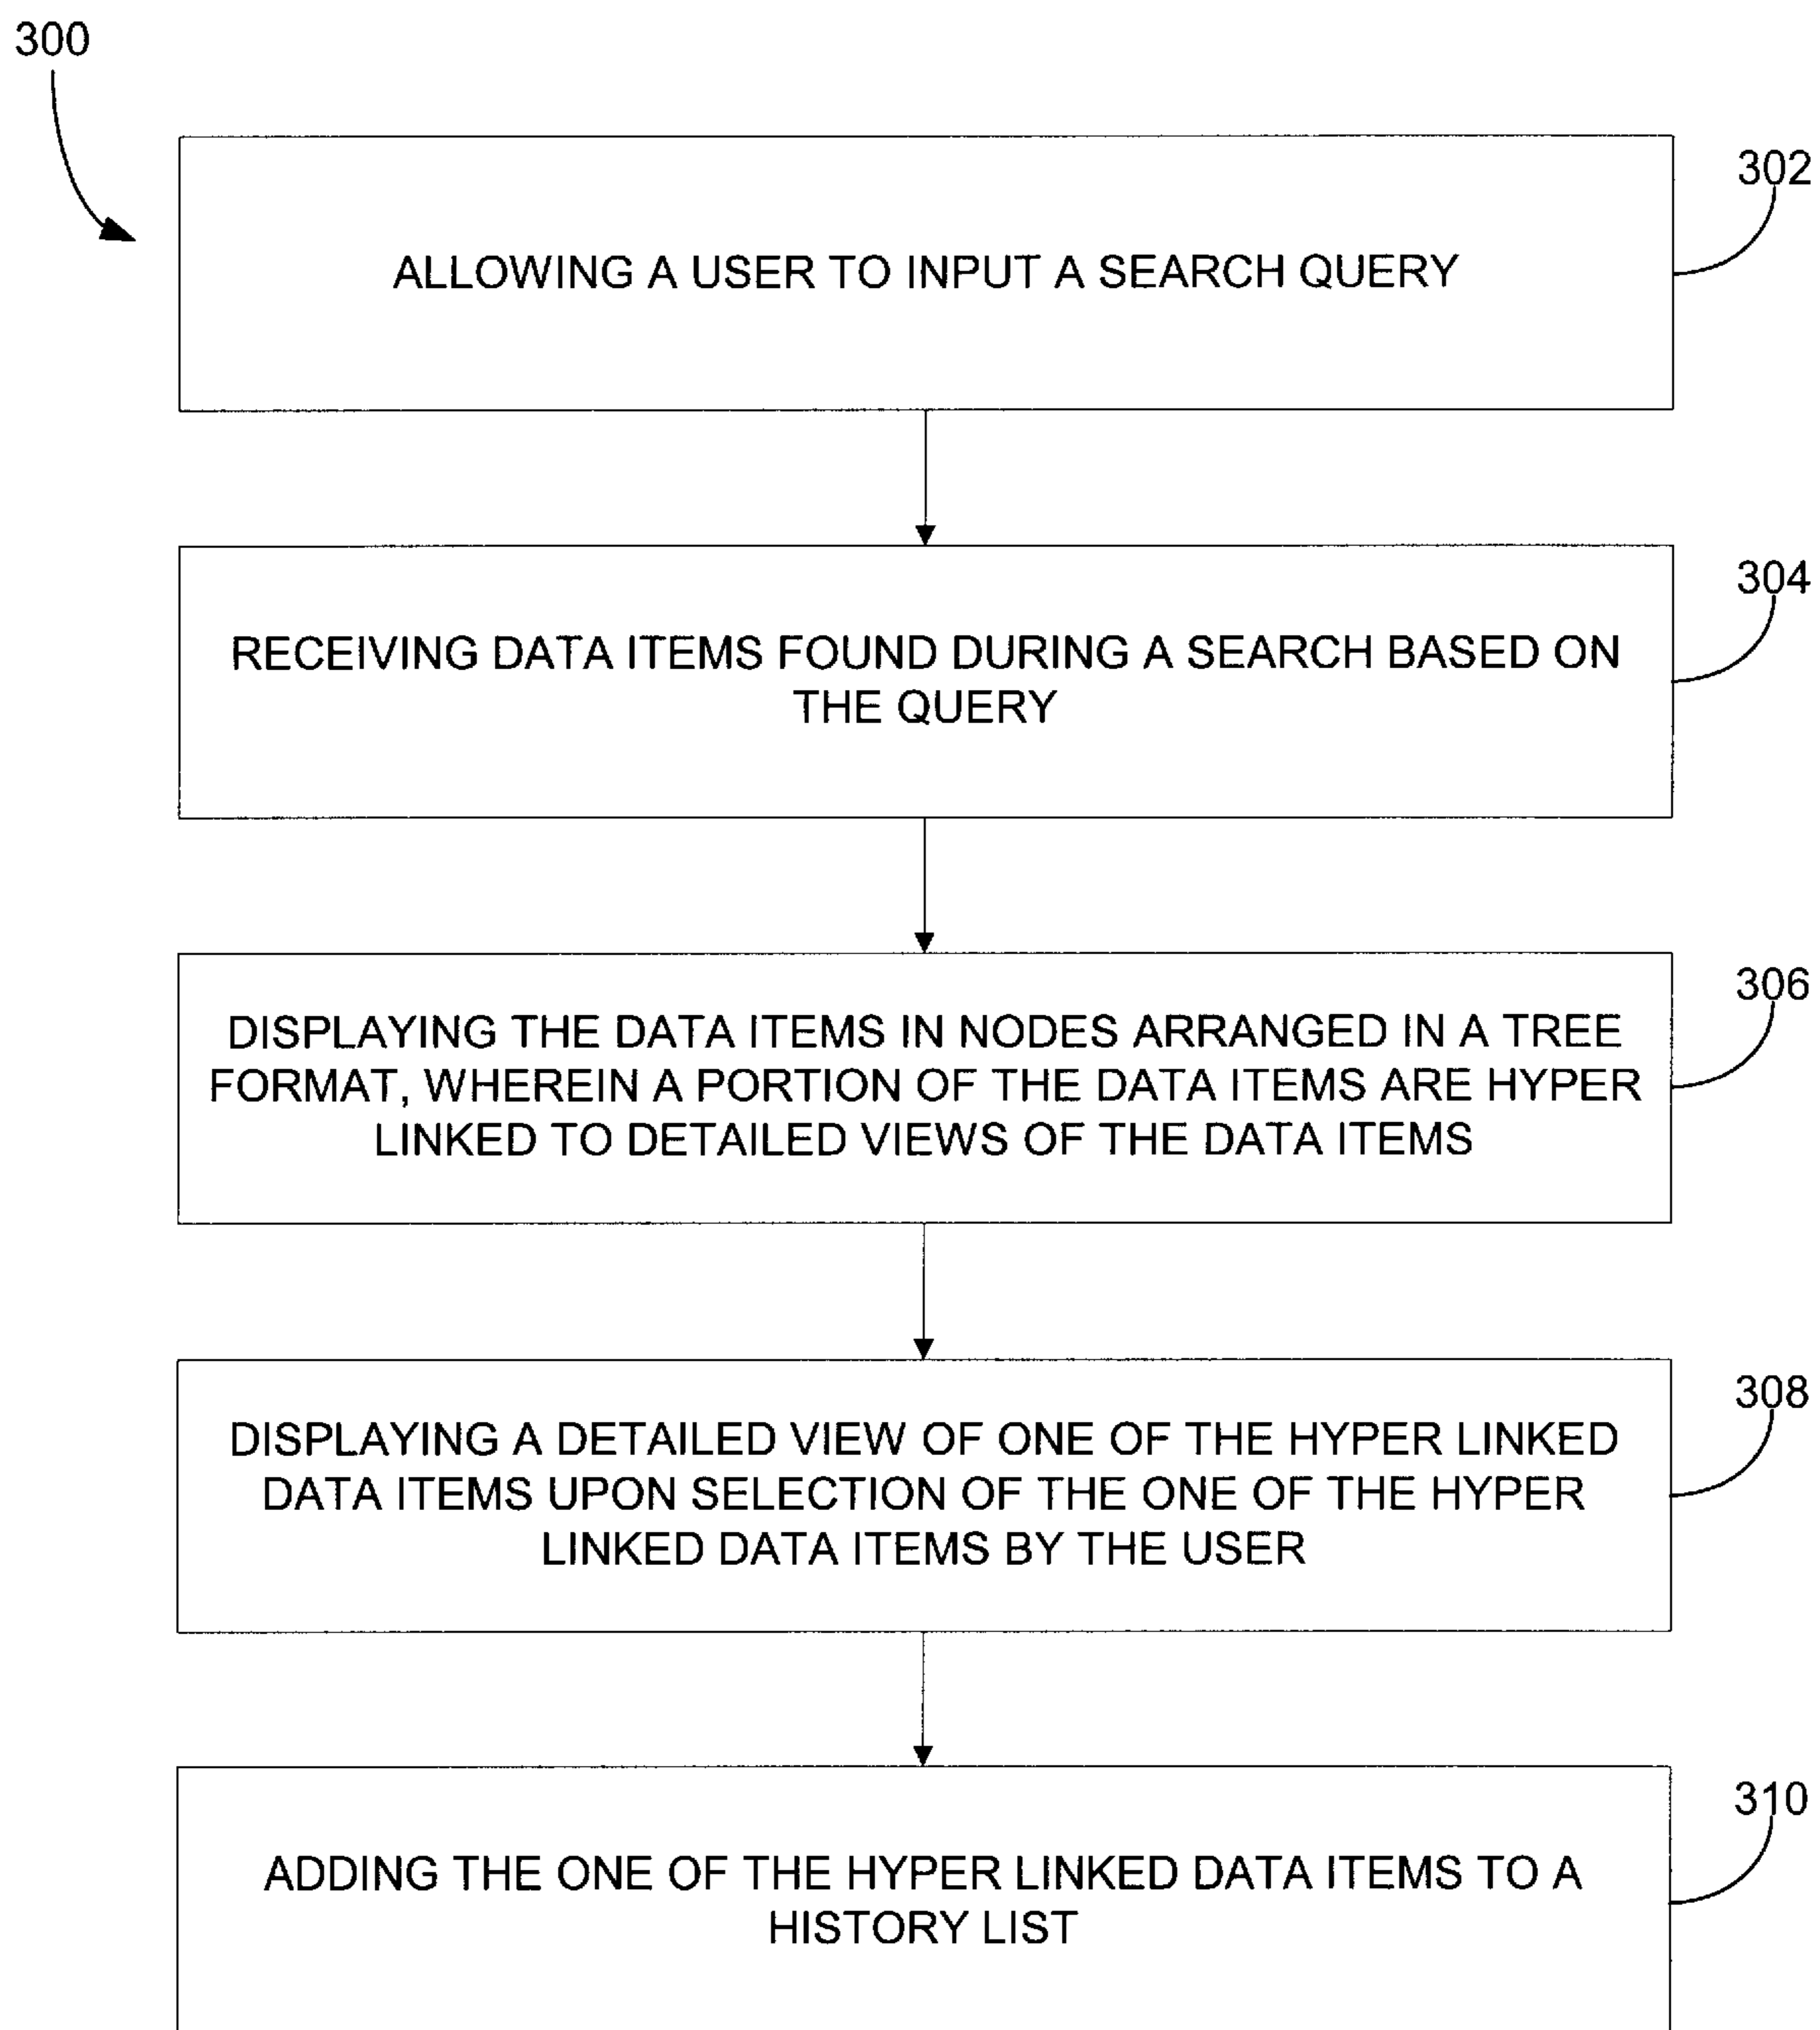 300
302
ALLOWING A USER TO INPUT A SEARCH QUERY
304
RECEIVING DATA ITEMS FOUND DURING A SEARCH BASED ON
THE QUERY
306
DISPLAYING THE DATA ITEMS IN NODES ARRANGED IN A TREE
FORMAT, WHEREIN A PORTION OF THE DATA ITEMS ARE HYPER
LINKED TO DETAILED VIEWS OF THE DATA ITEMS
308
DISPLAYING A DETAILED VIEW OF ONE OF THE HYPER LINKED
DATA ITEMS UPON SELECTION OF THE ONE OF THE HYPER
LINKED DATA ITEMS BY THE USER
310
ADDING THE ONE OF THE HYPER LINKED DATA ITEMS TO A
HISTORY LIST